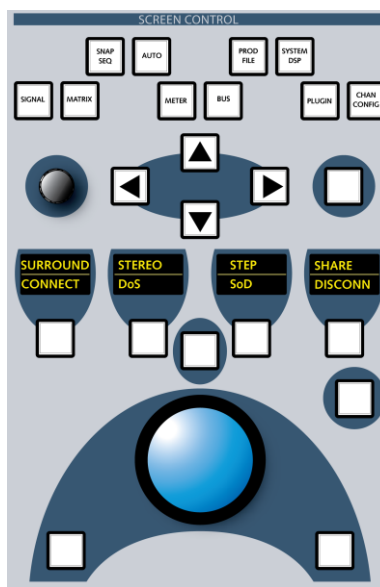 SCREEN CONTROL
SNAP
SEQ
AUTO
PROD
FILE
SYSTEM
DSP
SIGNAL
MATRIX
METER
BUS
PLUGIN
CHAN
CONFIG
SURROUND
CONNECT
STEREO
DoS
STEP
SoD
SHARE
DISCONN